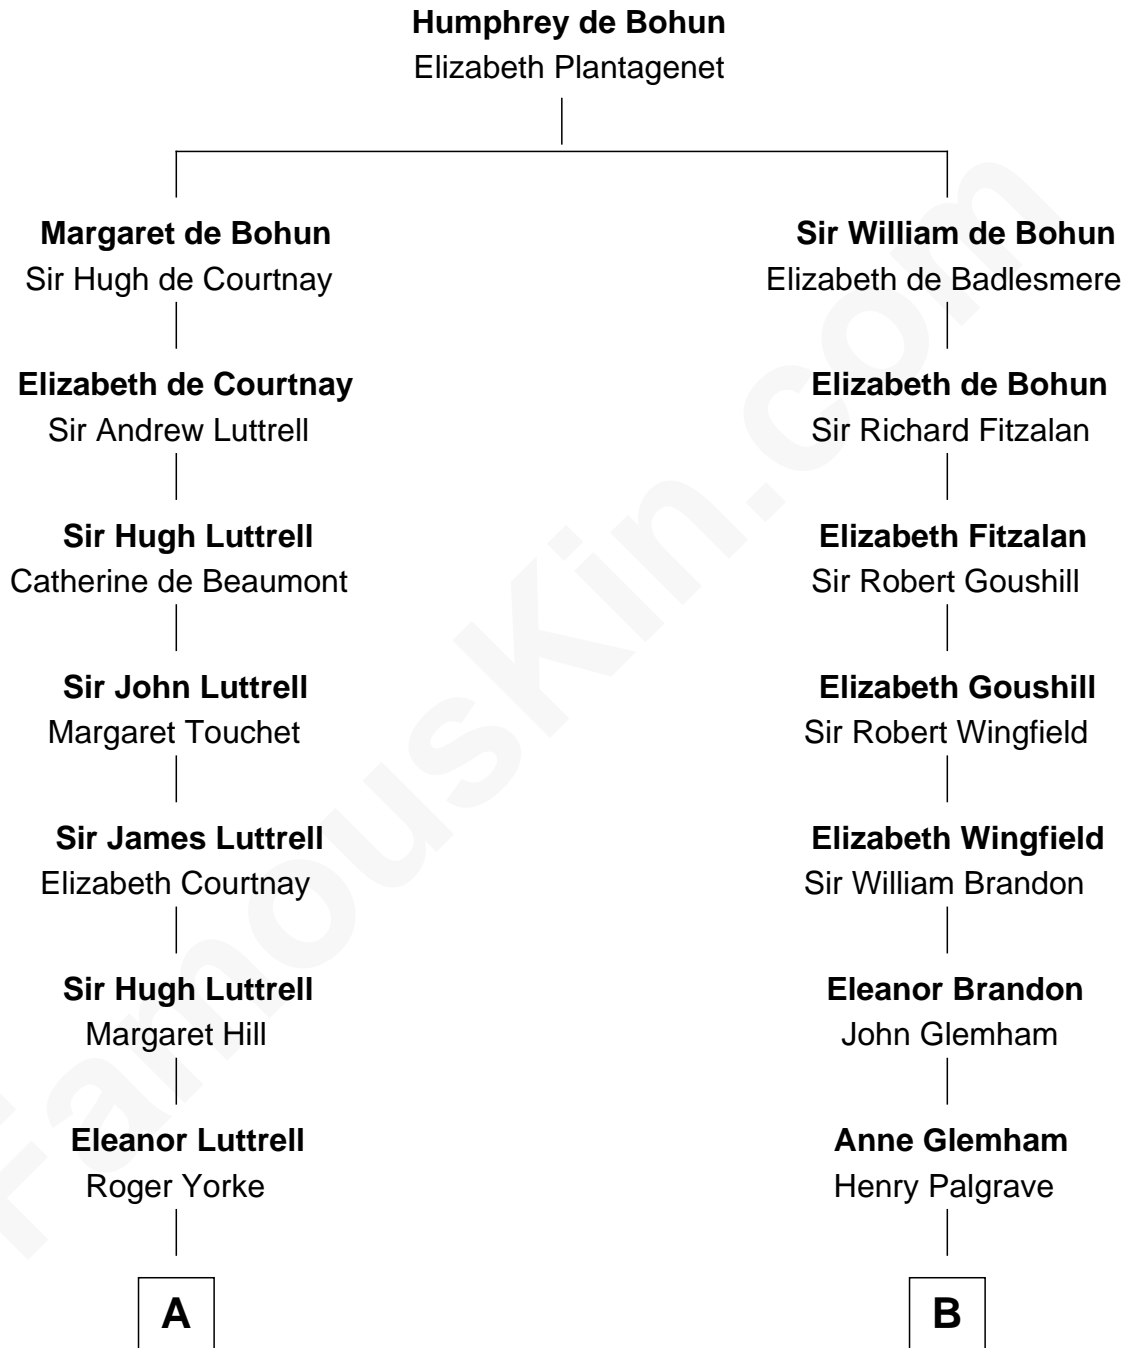 Humphrey de Bohun
Elizabeth Plantagenet
Margaret de Bohun
Sir Hugh de Courtnay
Sir William de Bohun
Elizabeth de Badlesmere
Elizabeth de Courtnay
Sir Andrew Luttrell
Elizabeth de Bohun
Sir Richard Fitzalan
Sir Hugh Luttrell
Catherine de Beaumont
Elizabeth Fitzalan
Sir Robert Goushill
Sir John Luttrell
Margaret Touchet
Elizabeth Goushill
Sir Robert Wingfield
Sir James Luttrell
Elizabeth Courtnay
Elizabeth Wingfield
Sir William Brandon
Sir Hugh Luttrell
Margaret Hill
Eleanor Brandon
John Glemham
Eleanor Luttrell
Roger Yorke
Anne Glemham
Henry Palgrave
A
B
FamousKin.com